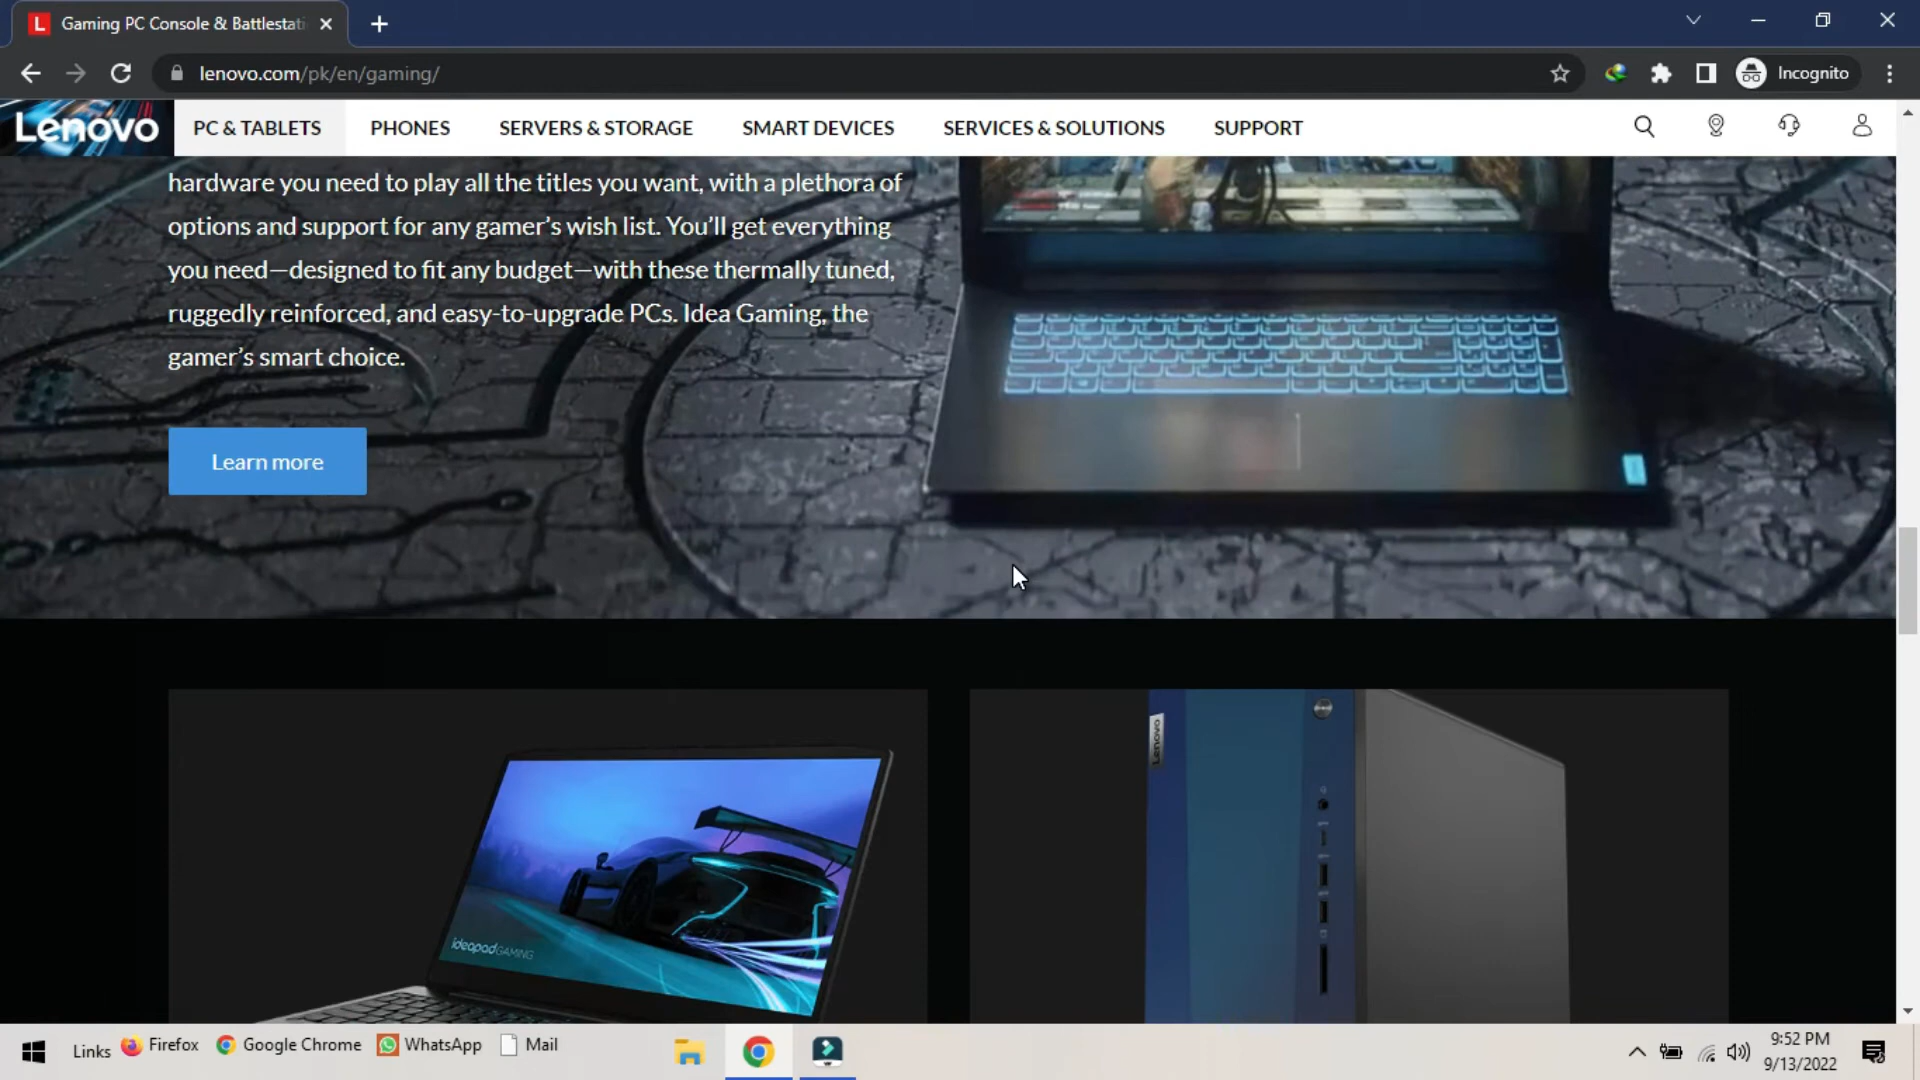 Gaming PC Console & Battlestati
lenovo.com/pk/en/gaming/
Incognito
Lenovo
PC & TABLETS
PHONES
SERVERS & STORAGE
SMART DEVICES
SERVICES & SOLUTIONS
SUPPORT
hardware you need to play all the titles you want, with a plethora of
options and support for any gamer’s wish list. You’ll get everything
you need—designed to fit any budget—with these thermally tuned,
ruggedly reinforced, and easy-to-upgrade PCs. Idea Gaming, the
gamer’s smart choice.
Learn more
Lenovo
ideapad GAMING
Links
Firefox
Google Chrome
WhatsApp
Mail
9:52 PM
9/13/2022